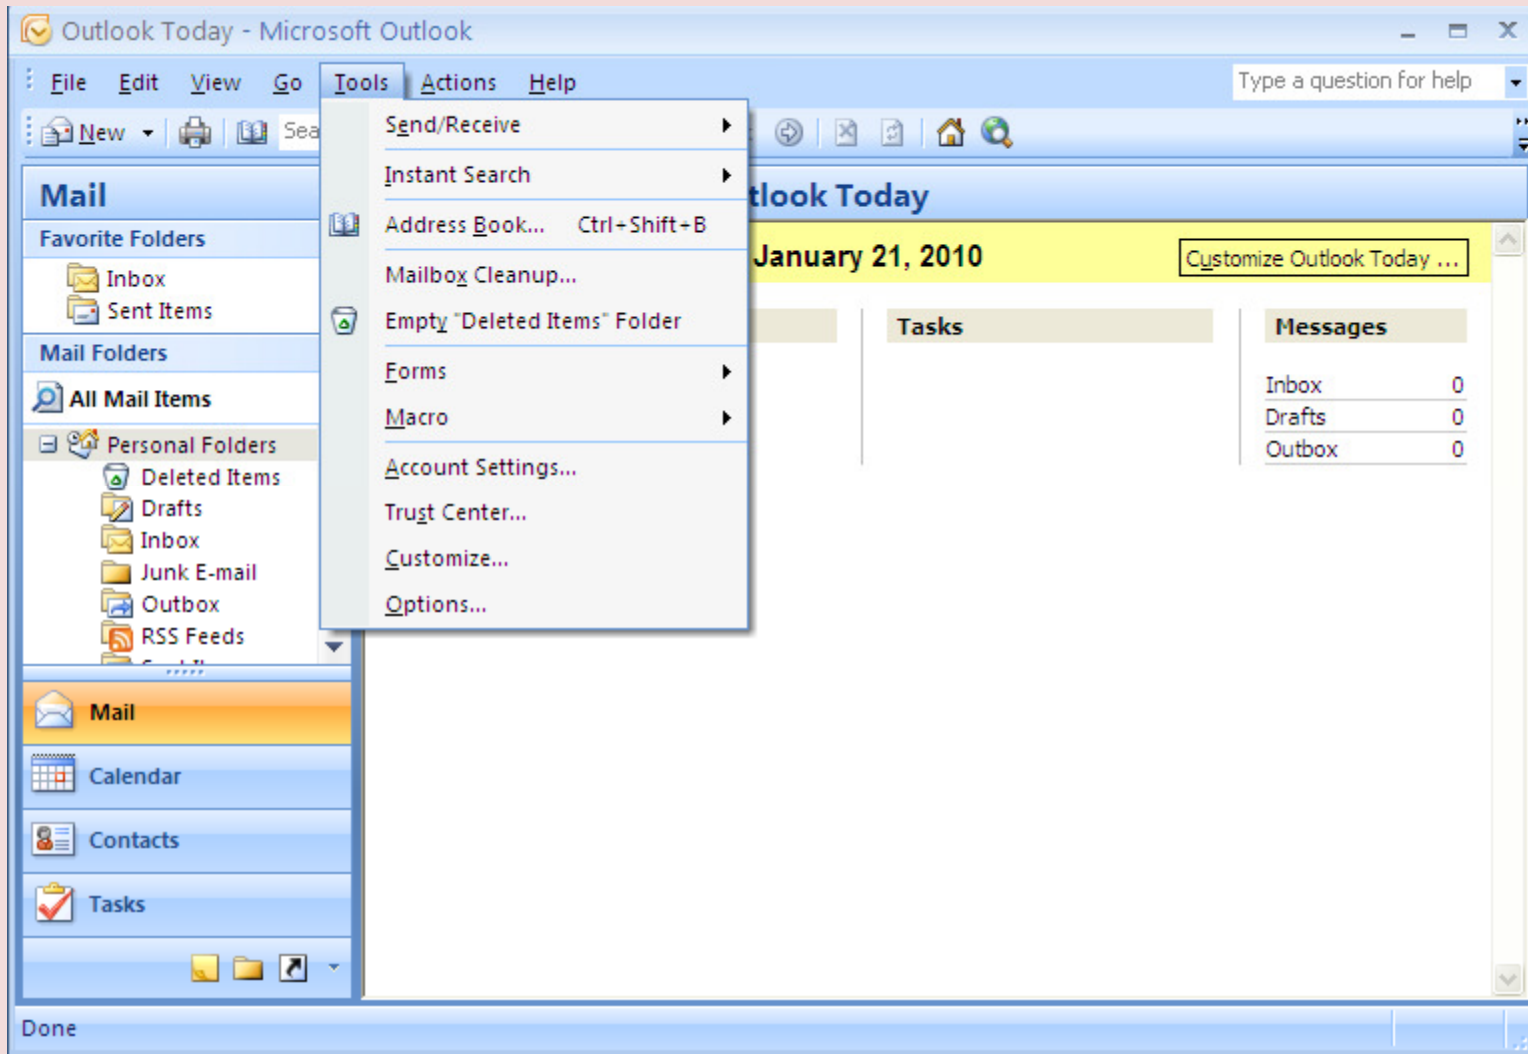 Outlook Today - Microsoft Outlook
File Edit View Go Tools Actions Help
Type a question for help
New
Sea
Send/Receive
Instant Search
Address Book... Ctrl+Shift+B
Mailbox Cleanup...
Empty "Deleted Items" Folder
Forms
Macro
Account Settings...
Trust Center...
Customize...
Options...
Mail
Favorite Folders
Inbox
Sent Items
Mail Folders
All Mail Items
Personal Folders
Deleted Items
Drafts
Inbox
Junk E-mail
Outbox
RSS Feeds
Mail
Calendar
Contacts
Tasks
tlook Today
January 21, 2010
Customize Outlook Today ...
Tasks
Messages
Inbox 0
Drafts 0
Outbox 0
Done